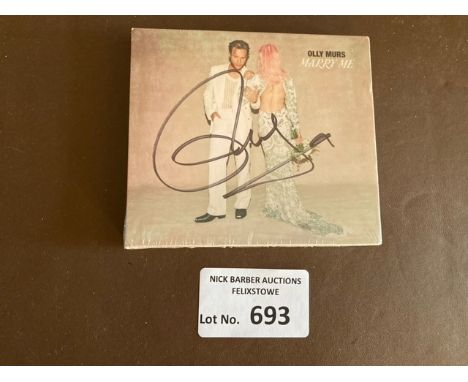 OLLY MURS
MARRY ME
NICK BARBER AUCTIONS
FELIXSTOWE
Lot No. 693